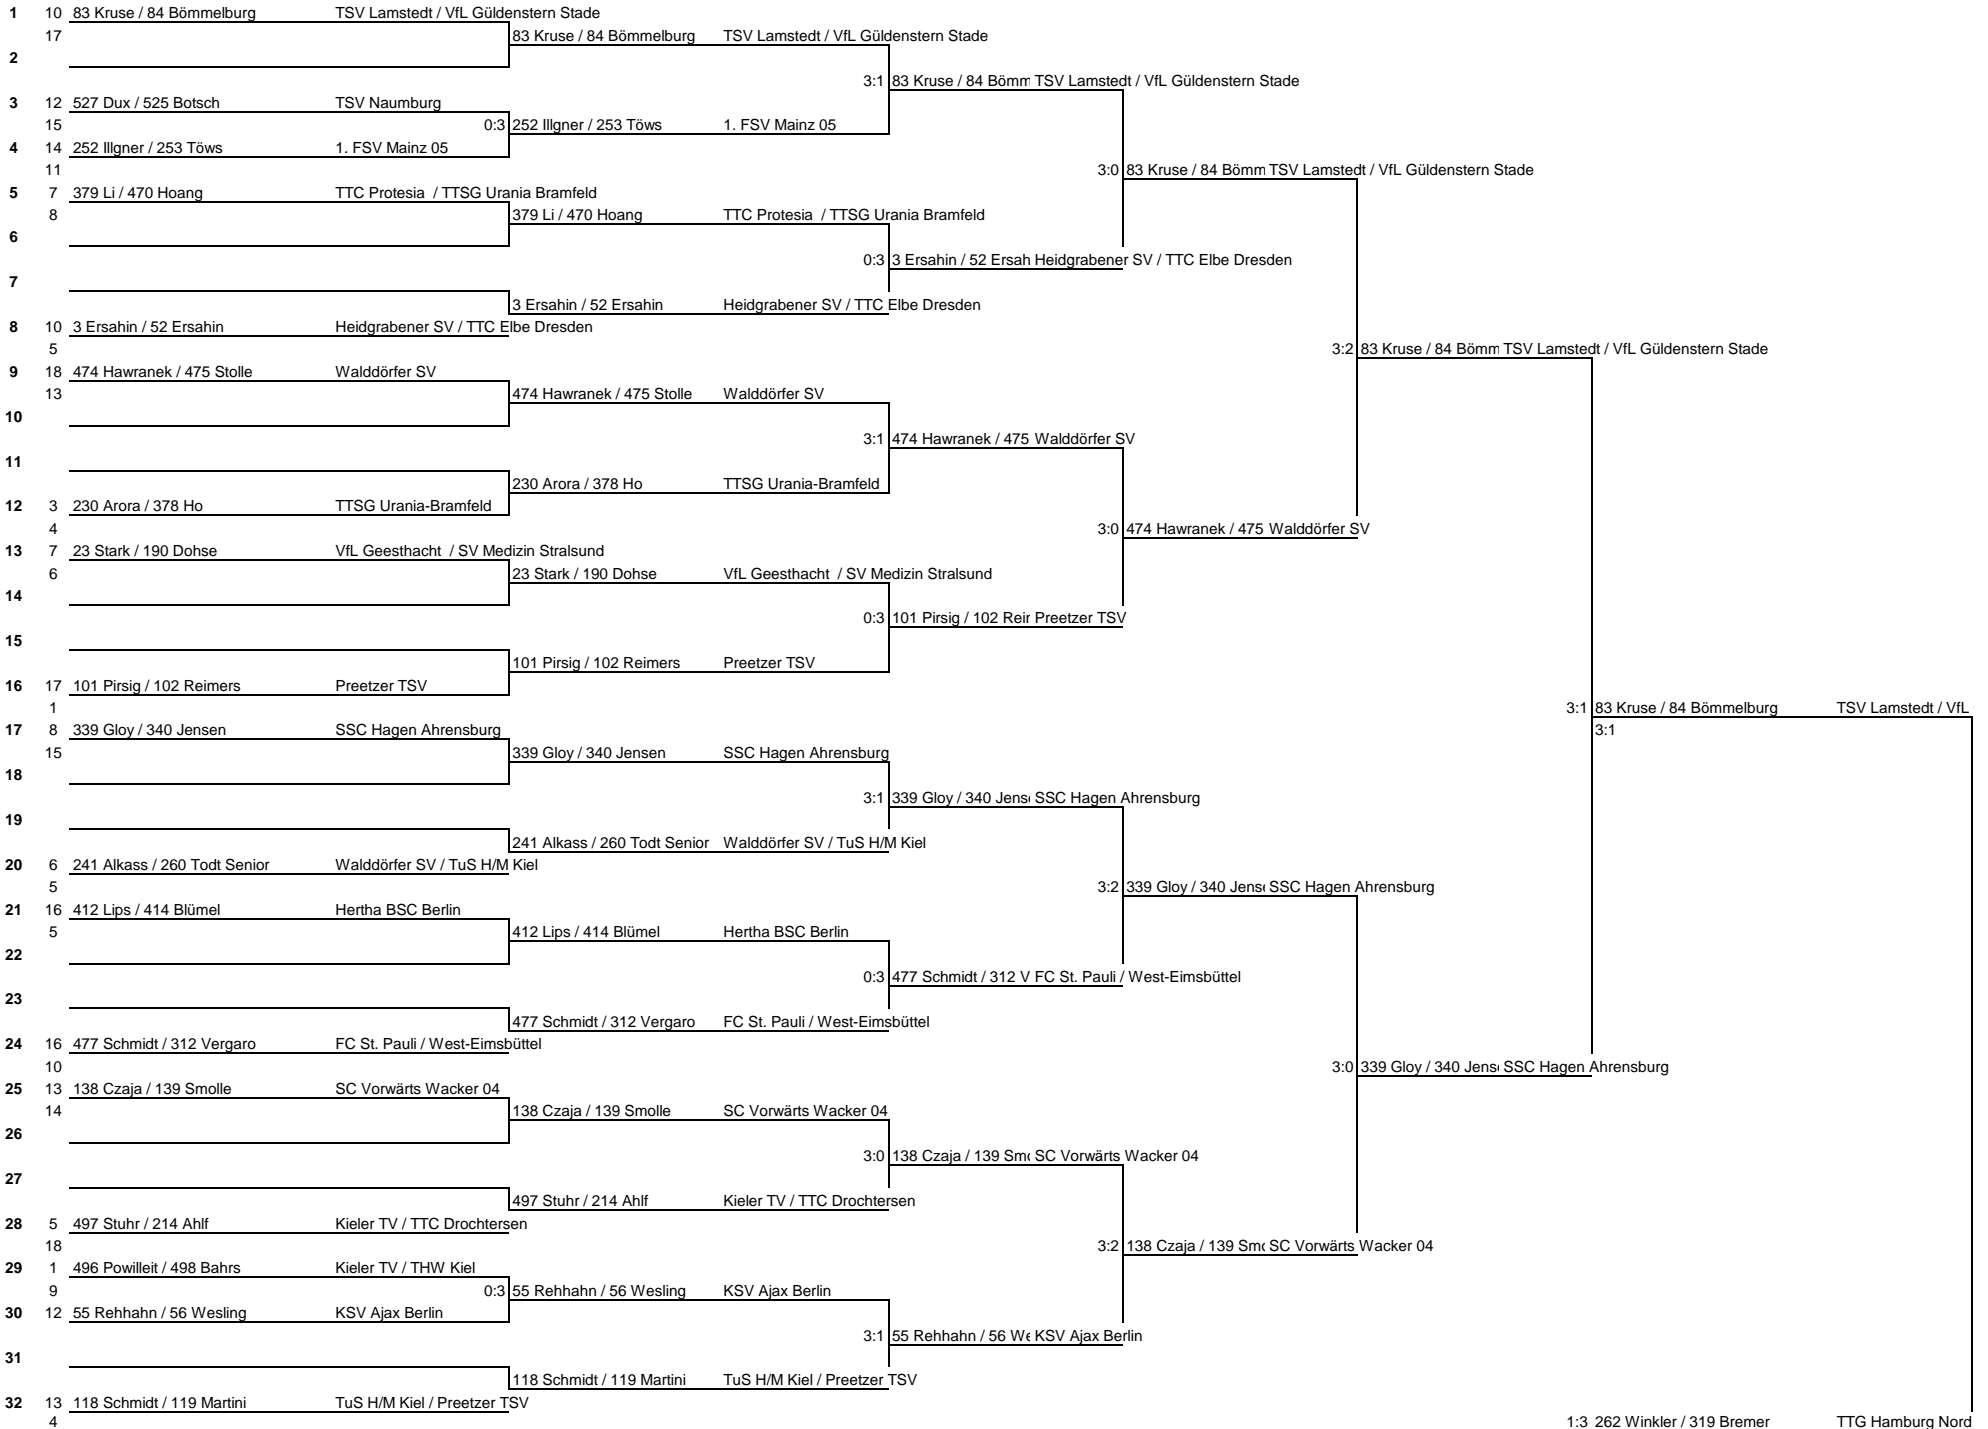 1 10 83 Kruse / 84 Bömmelburg TSV Lamstedt / VfL Güldenstern Stade
17 83 Kruse / 84 Bömmelburg TSV Lamstedt / VfL Güldenstern Stade
2
3:1 83 Kruse / 84 Bömm TSV Lamstedt / VfL Güldenstern Stade
3 12 527 Dux / 525 Botsch TSV Naumburg
15 0:3 252 Illgner / 253 Töws 1. FSV Mainz 05
4 14 252 Illgner / 253 Töws 1. FSV Mainz 05
11 3:0 83 Kruse / 84 Bömm TSV Lamstedt / VfL Güldenstern Stade
5 7 379 Li / 470 Hoang TTC Protesia / TTSG Urania Bramfeld
8 379 Li / 470 Hoang TTC Protesia / TTSG Urania Bramfeld
6
0:3 3 Ersahin / 52 Ersah Heidgrabener SV / TTC Elbe Dresden
7
3 Ersahin / 52 Ersahin Heidgrabener SV / TTC Elbe Dresden
8 10 3 Ersahin / 52 Ersahin Heidgrabener SV / TTC Elbe Dresden
5 3:2 83 Kruse / 84 Bömm TSV Lamstedt / VfL Güldenstern Stade
9 18 474 Hawranek / 475 Stolle Walddörfer SV
13 474 Hawranek / 475 Stolle Walddörfer SV
10
3:1 474 Hawranek / 475 Walddörfer SV
11
230 Arora / 378 Ho TTSG Urania-Bramfeld
12 3 230 Arora / 378 Ho TTSG Urania-Bramfeld
4 3:0 474 Hawranek / 475 Walddörfer SV
13 7 23 Stark / 190 Dohse VfL Geesthacht / SV Medizin Stralsund
6 23 Stark / 190 Dohse VfL Geesthacht / SV Medizin Stralsund
14
0:3 101 Pirsig / 102 Reir Preetzer TSV
15
101 Pirsig / 102 Reimers Preetzer TSV
16 17 101 Pirsig / 102 Reimers Preetzer TSV
1 3:1 83 Kruse / 84 Bömmelburg TSV Lamstedt / VfL
17 8 339 Gloy / 340 Jensen SSC Hagen Ahrensburg 3:1
15 339 Gloy / 340 Jensen SSC Hagen Ahrensburg
18
3:1 339 Gloy / 340 Jens SSC Hagen Ahrensburg
19
241 Alkass / 260 Todt Senior Walddörfer SV / TuS H/M Kiel
20 6 241 Alkass / 260 Todt Senior Walddörfer SV / TuS H/M Kiel
5 3:2 339 Gloy / 340 Jens SSC Hagen Ahrensburg
21 16 412 Lips / 414 Blümel Hertha BSC Berlin
5 412 Lips / 414 Blümel Hertha BSC Berlin
22
0:3 477 Schmidt / 312 V FC St. Pauli / West-Eimsbüttel
23
477 Schmidt / 312 Vergaro FC St. Pauli / West-Eimsbüttel
24 16 477 Schmidt / 312 Vergaro FC St. Pauli / West-Eimsbüttel
10 3:0 339 Gloy / 340 Jens SSC Hagen Ahrensburg
25 13 138 Czaja / 139 Smolle SC Vorwärts Wacker 04
14 138 Czaja / 139 Smolle SC Vorwärts Wacker 04
26
3:0 138 Czaja / 139 Smo SC Vorwärts Wacker 04
27
497 Stuhr / 214 Ahlf Kieler TV / TTC Drochtersen
28 5 497 Stuhr / 214 Ahlf Kieler TV / TTC Drochtersen
18 3:2 138 Czaja / 139 Smo SC Vorwärts Wacker 04
29 1 496 Powilleit / 498 Bahrs Kieler TV / THW Kiel
9 0:3 55 Rehhahn / 56 Wesling KSV Ajax Berlin
30 12 55 Rehhahn / 56 Wesling KSV Ajax Berlin
3:1 55 Rehhahn / 56 We KSV Ajax Berlin
31
118 Schmidt / 119 Martini TuS H/M Kiel / Preetzer TSV
32 13 118 Schmidt / 119 Martini TuS H/M Kiel / Preetzer TSV
4 1:3 262 Winkler / 319 Bremer TTG Hamburg Nord